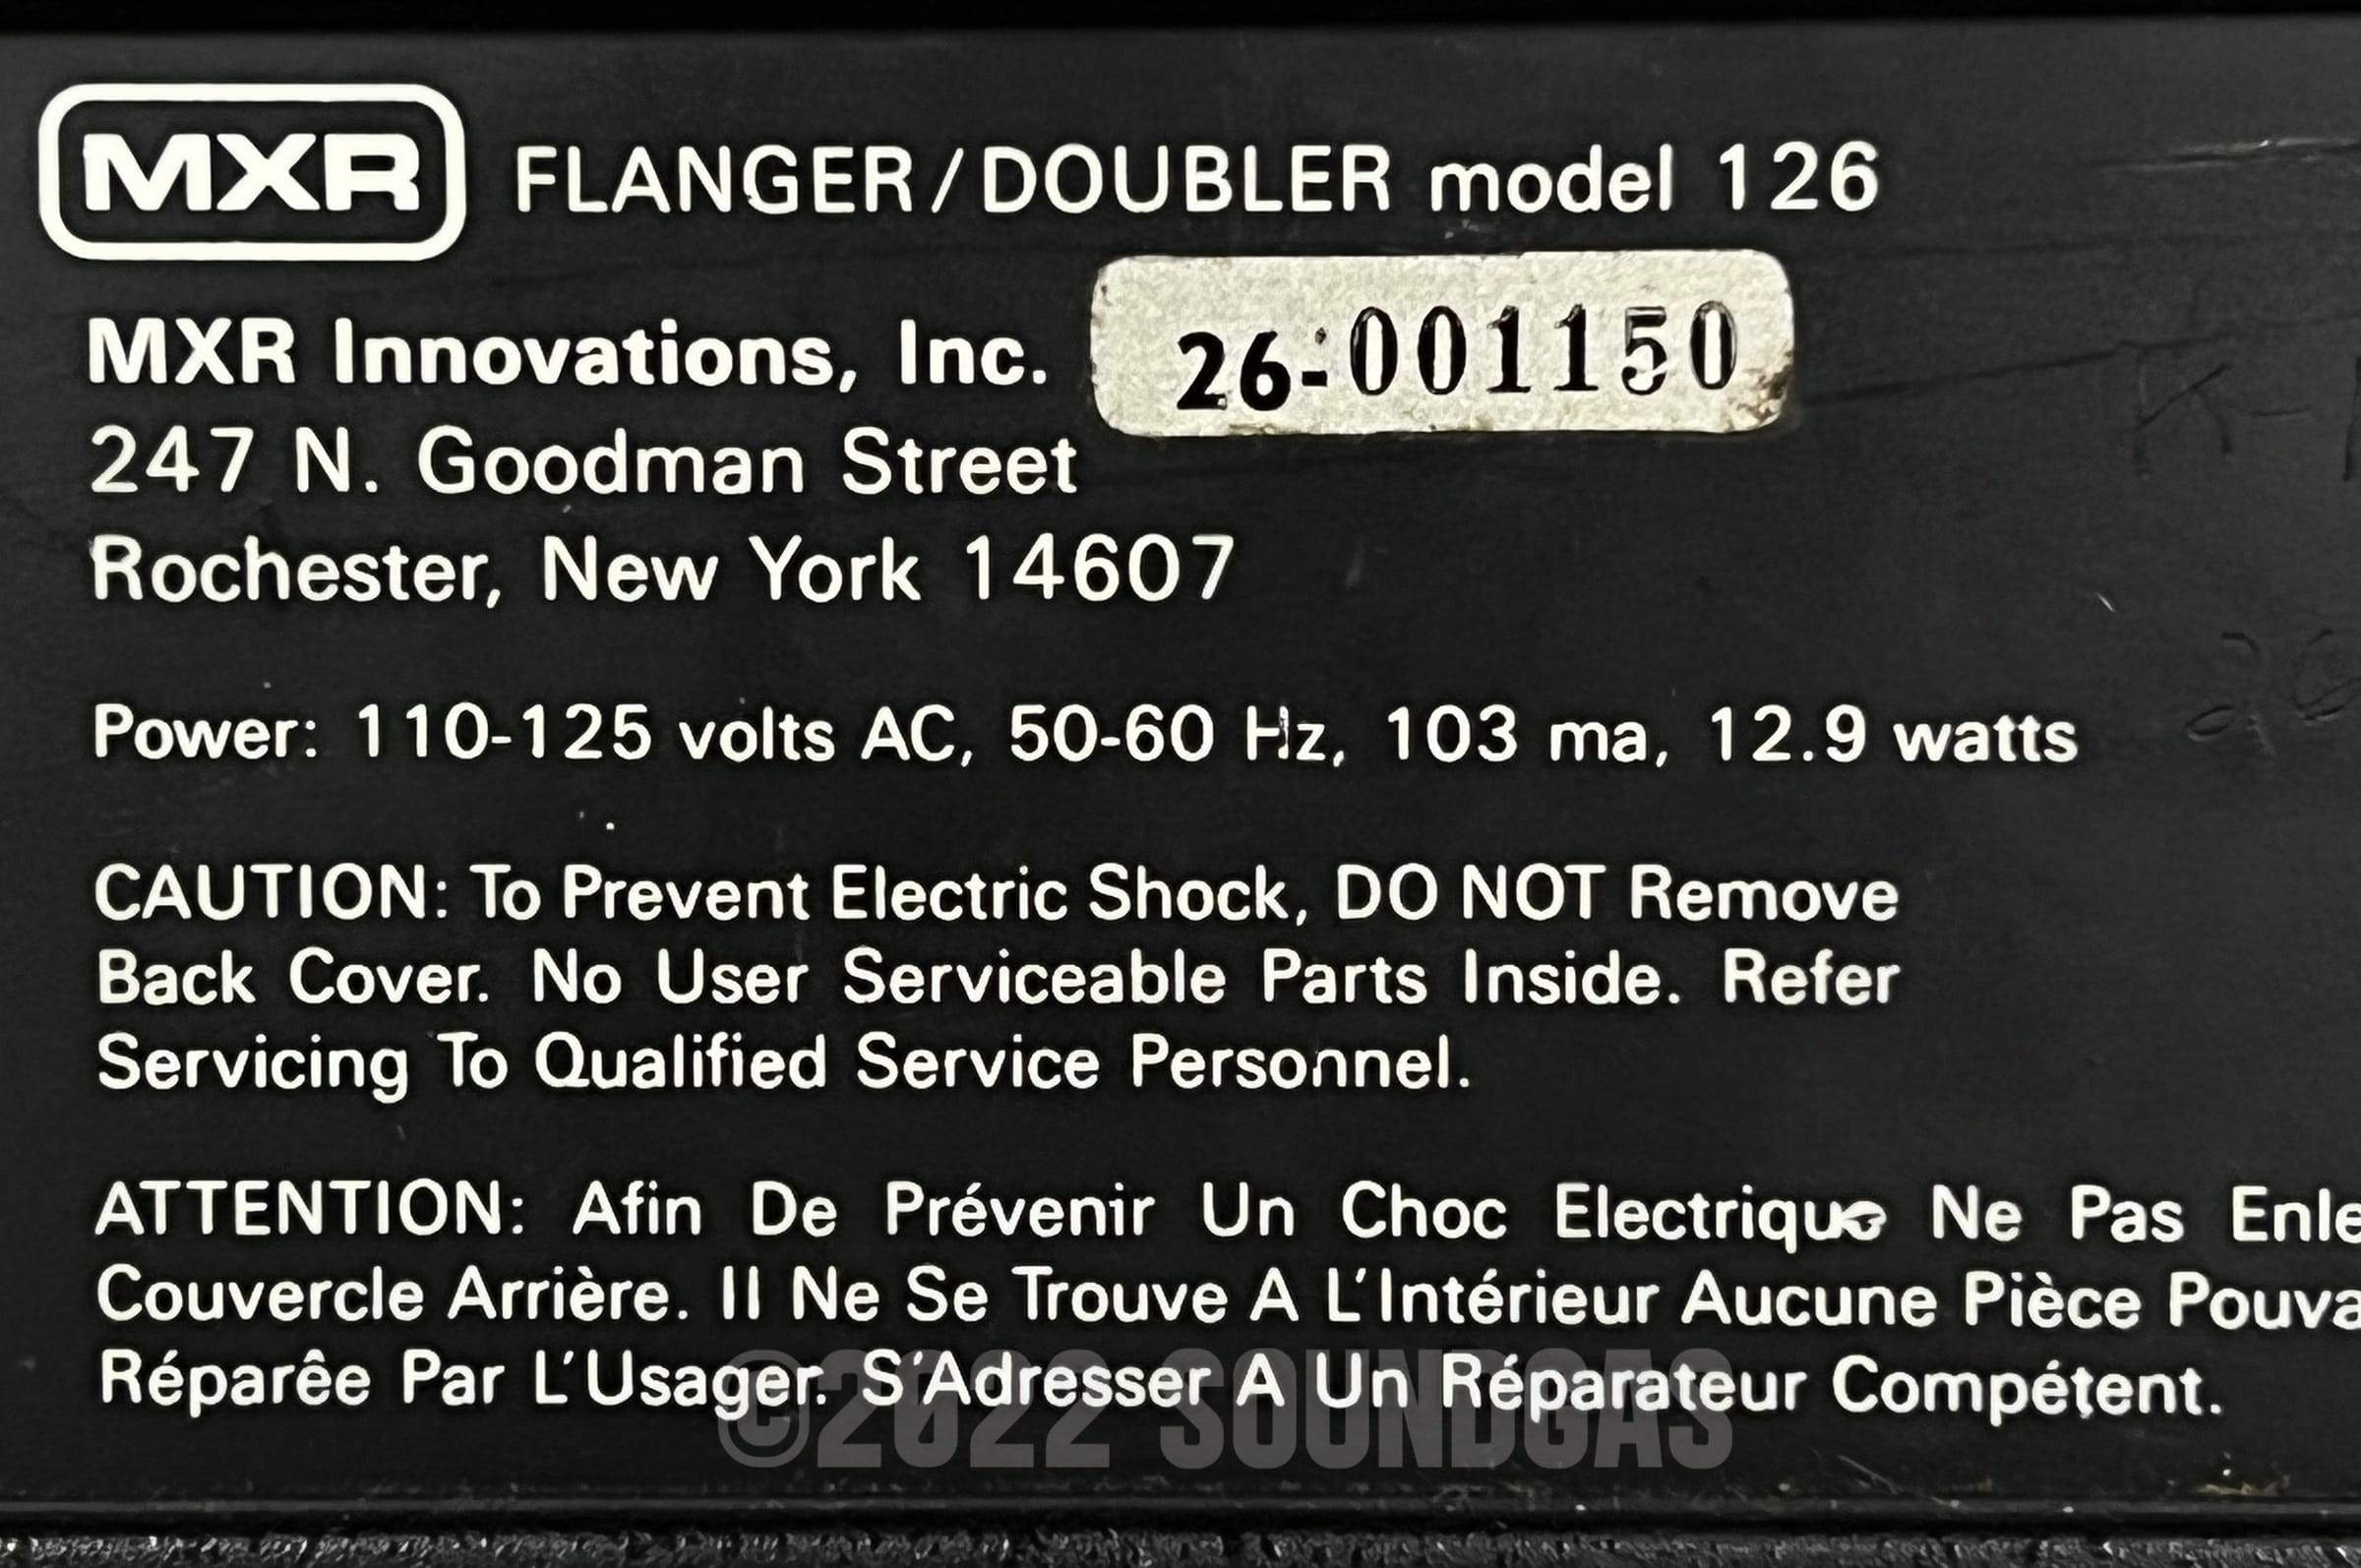 MXR FLANGER/DOUBLER model 126
26-001150
MXR Innovations, Inc.
247 N. Goodman Street
Rochester, New York 14607
Power: 110-125 volts AC, 50-60 Hz, 103 ma, 12.9 watts
CAUTION: To Prevent Electric Shock, DO NOT Remove
Back Cover. No User Serviceable Parts Inside. Refer
Servicing To Qualified Service Personnel.
ATTENTION: Afin De Prévenir Un Choc Electrique Ne Pas Enle
Couvercle Arrière. Il Ne Se Trouve A L'Intérieur Aucune Pièce Pouva
Réparêe Par L'Usager. S'Adresser A Un Réparateur Compétent.
©2022 SOUNDGAS